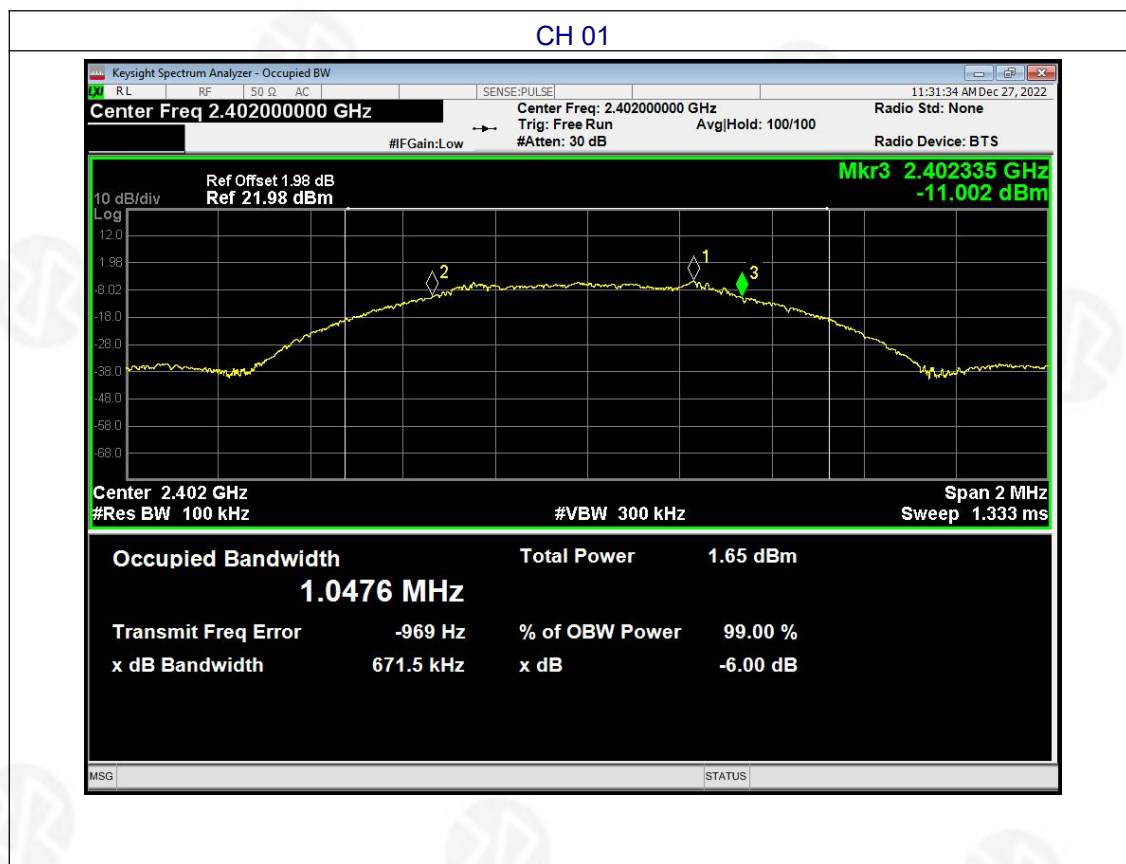 CH 01
Keysight Spectrum Analyzer - Occupied BW
LXI RL RF 50 Ω AC SENSE:PULSE 11:31:34 AM Dec 27, 2022
Center Freq 2.402000000 GHz Center Freq: 2.402000000 GHz Radio Std: None
Trig: Free Run Avg|Hold: 100/100
#IFGain:Low #Atten: 30 dB Radio Device: BTS
Mkr3 2.402335 GHz
Ref Offset 1.98 dB
10 dB/div Ref 21.98 dBm -11.002 dBm
Log
12.0
1
1.98
2 3
-8.02
-18.0
-28.0
-38.0
-48.0
-58.0
-68.0
Center 2.402 GHz Span 2 MHz
#Res BW 100 kHz #VBW 300 kHz Sweep 1.333 ms
Occupied Bandwidth Total Power 1.65 dBm
1.0476 MHz
Transmit Freq Error -969 Hz % of OBW Power 99.00 %
x dB Bandwidth 671.5 kHz x dB -6.00 dB
MSG STATUS